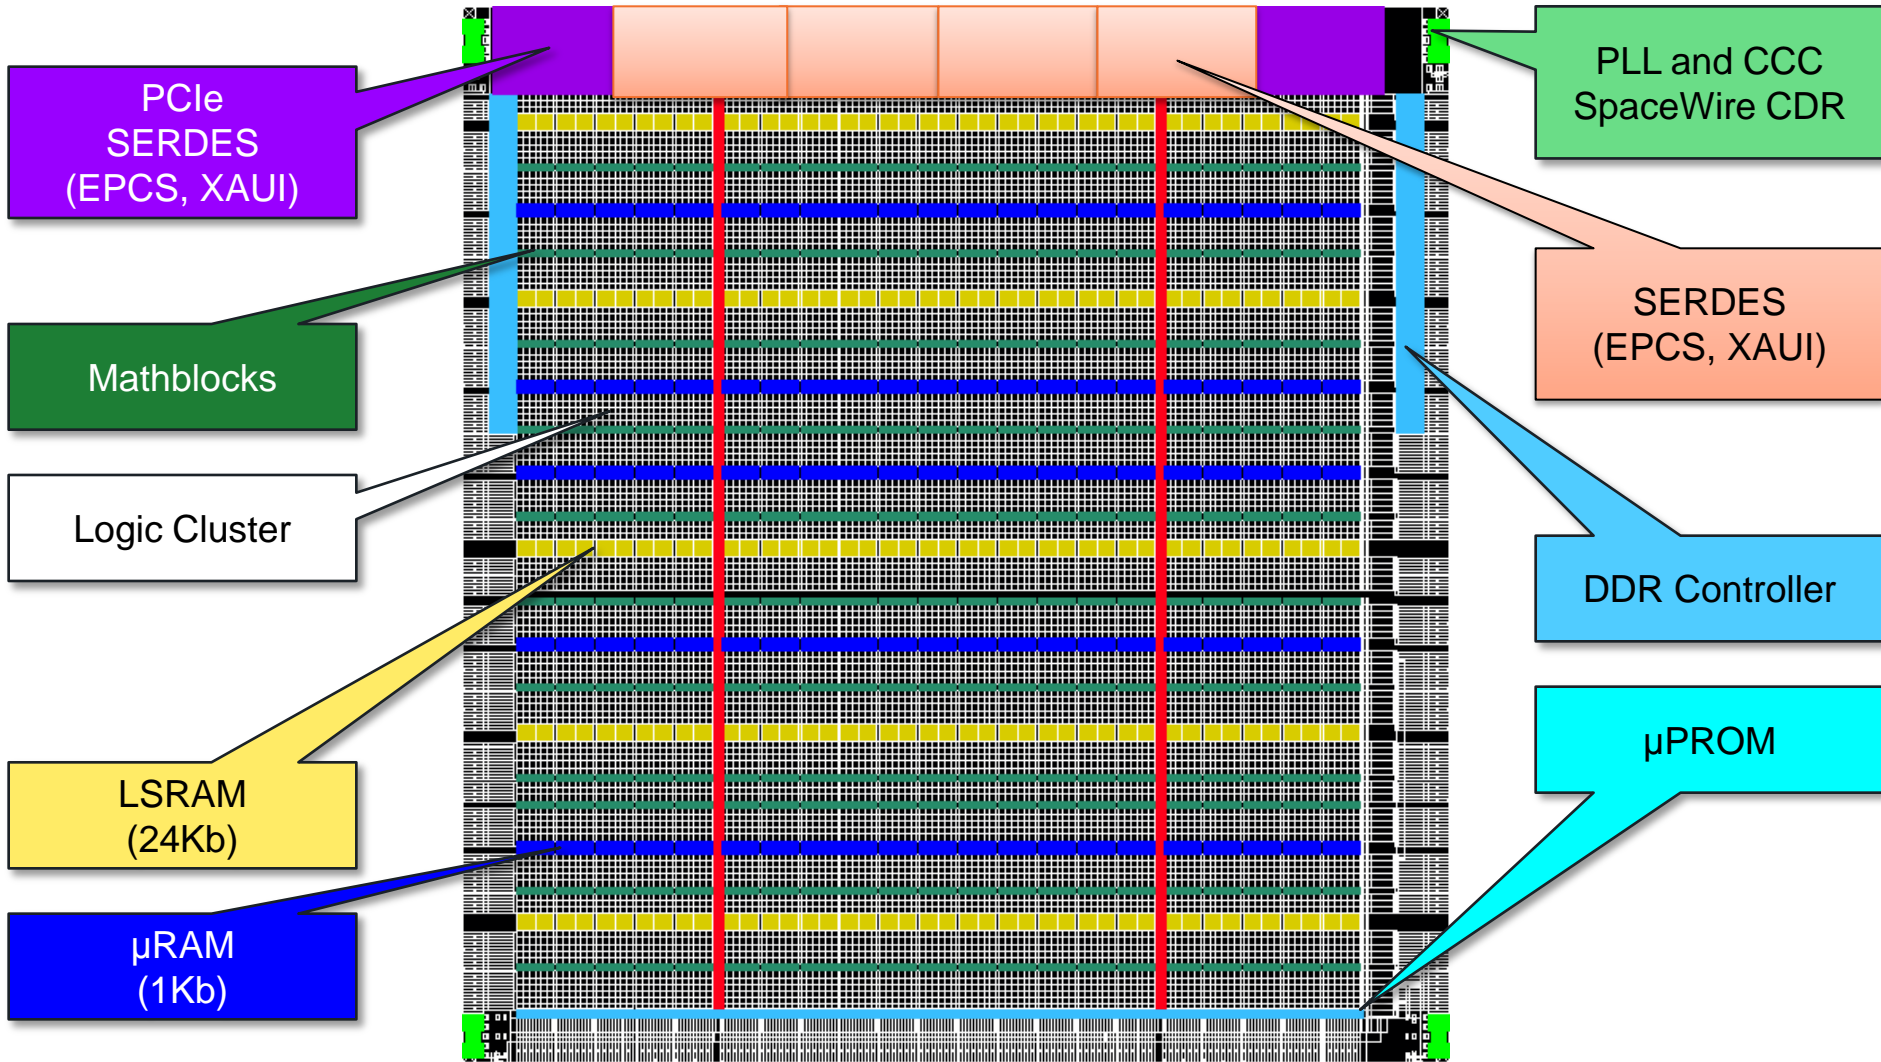 PCIe
SERDES
(EPCS, XAUI)
Mathblocks
Logic Cluster
LSRAM
(24Kb)
µRAM
(1Kb)
PLL and CCC
SpaceWire CDR
SERDES
(EPCS, XAUI)
DDR Controller
µPROM